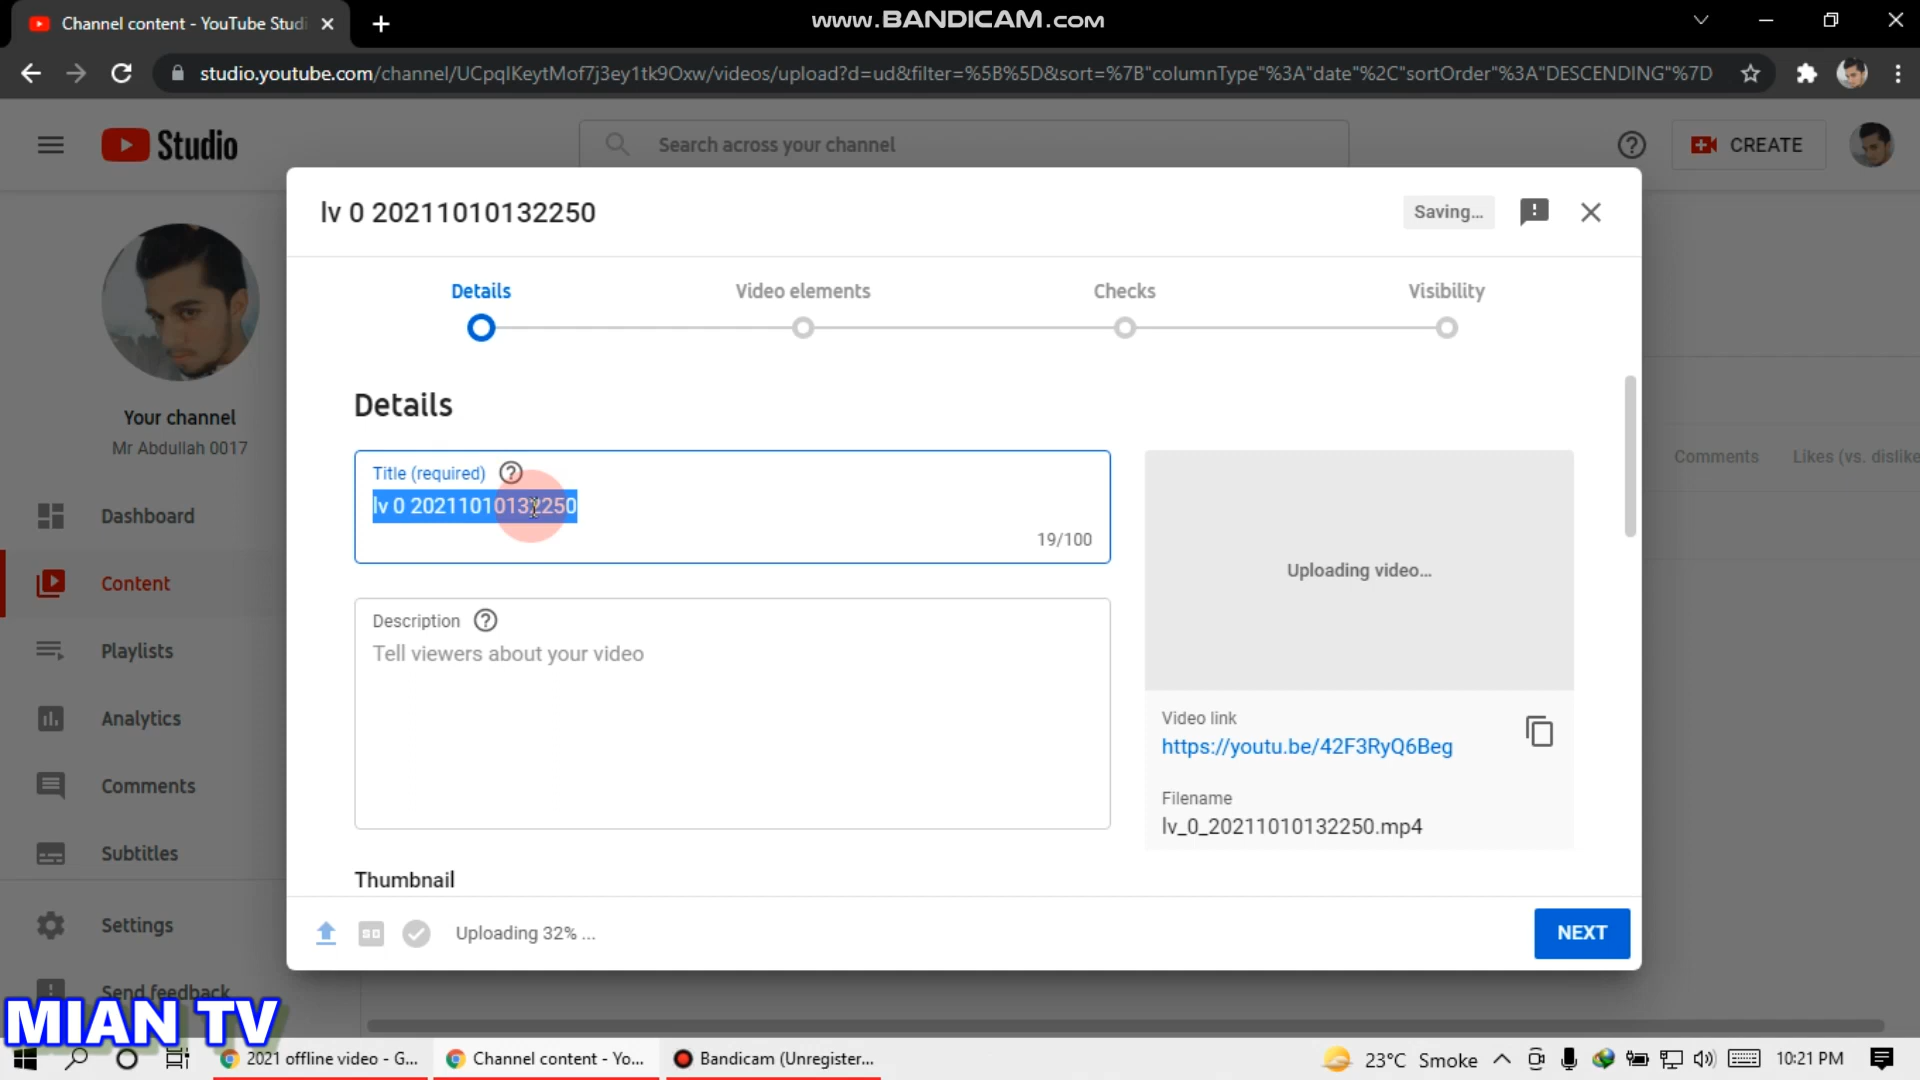 Channel content - YouTube Studi
www.BANDICAM.com
studio.youtube.com/channel/UCpqIKeytMof7j3ey1tk9Oxw/videos/upload?d=ud&filter=%5B%5D&sort=%7B"columnType"%3A"date"%2C"sortOrder"%3A"DESCENDING"%7D
Studio
Search across your channel
CREATE
lv 0 20211010132250
Saving...
Details
Video elements
Checks
Visibility
Details
Your channel
Mr Abdullah 0017
Title (required)
lv 0 20211010132250
19/100
Comments
Likes (vs. dislike
Description
Tell viewers about your video
Uploading video...
Video link
https://youtu.be/42F3RyQ6Beg
Filename
lv_0_20211010132250.mp4
Dashboard
Content
Playlists
Analytics
Comments
Subtitles
Settings
Send feedback
Thumbnail
Uploading 32% ...
NEXT
MIAN TV
2021 offline video - G...
Channel content - Yo...
Bandicam (Unregister...
23°C Smoke
10:21 PM